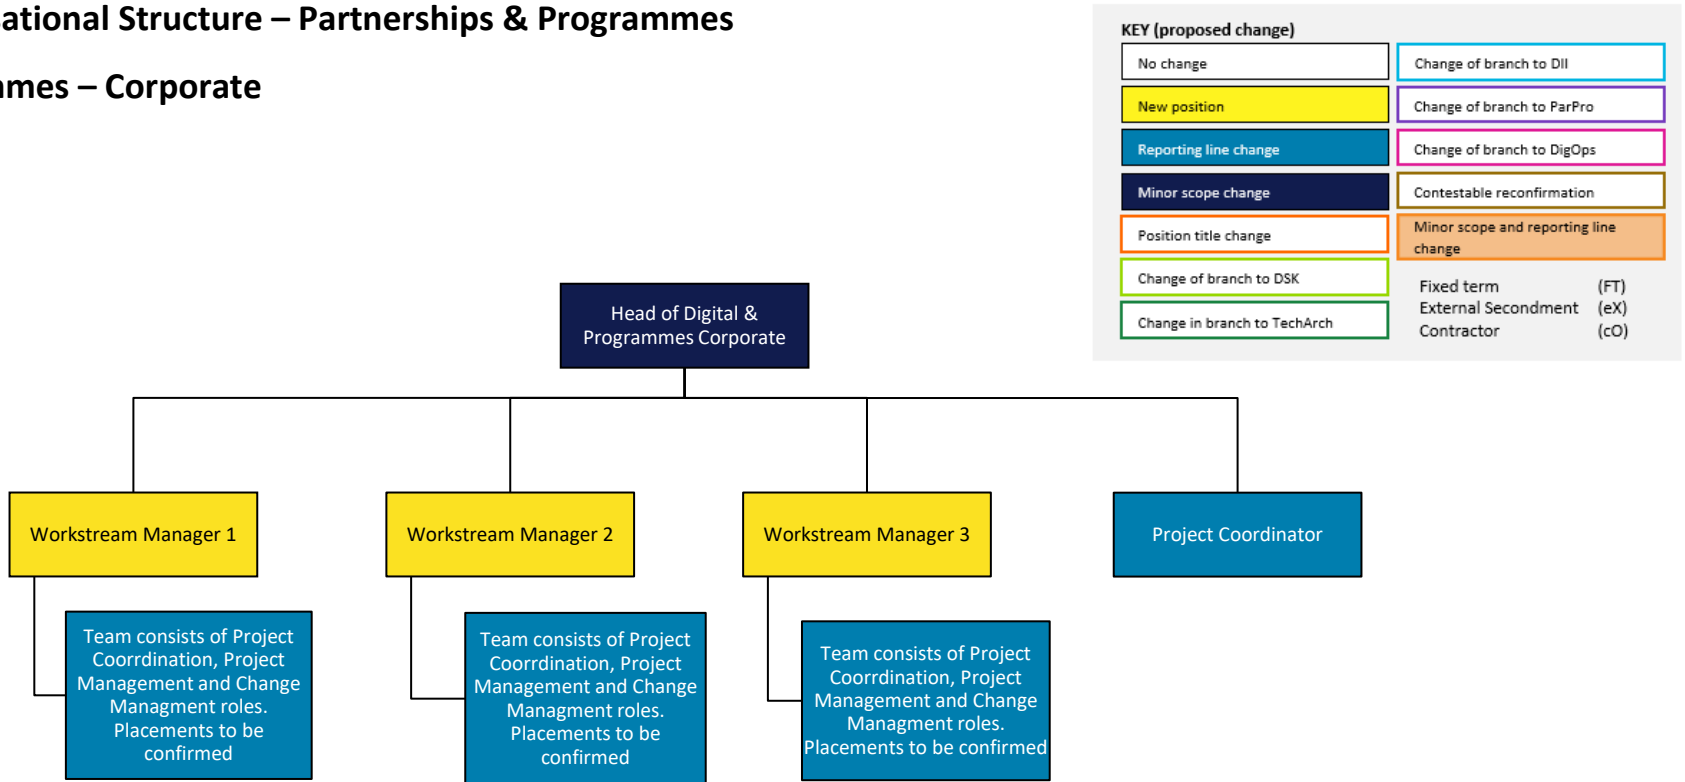 ational Structure – Partnerships & Programmes
mes – Corporate
KEY (proposed change)
No change
New position
Reporting line change
Minor scope change
Position title change
Change of branch to DSK
Change in branch to TechArch
Change of branch to DII
Change of branch to ParPro
Change of branch to DigOps
Contestable reconfirmation
Minor scope and reporting line
change
Fixed term (FT)
External Secondment (eX)
Contractor (cO)
Head of Digital &
Programmes Corporate
Workstream Manager 1
Workstream Manager 2
Workstream Manager 3
Project Coordinator
Team consists of Project
Coorrdination, Project
Management and Change
Managment roles.
Placements to be
confirmed
Team consists of Project
Coorrdination, Project
Management and Change
Managment roles.
Placements to be
confirmed
Team consists of Project
Coorrdination, Project
Management and Change
Managment roles.
Placements to be confirmed